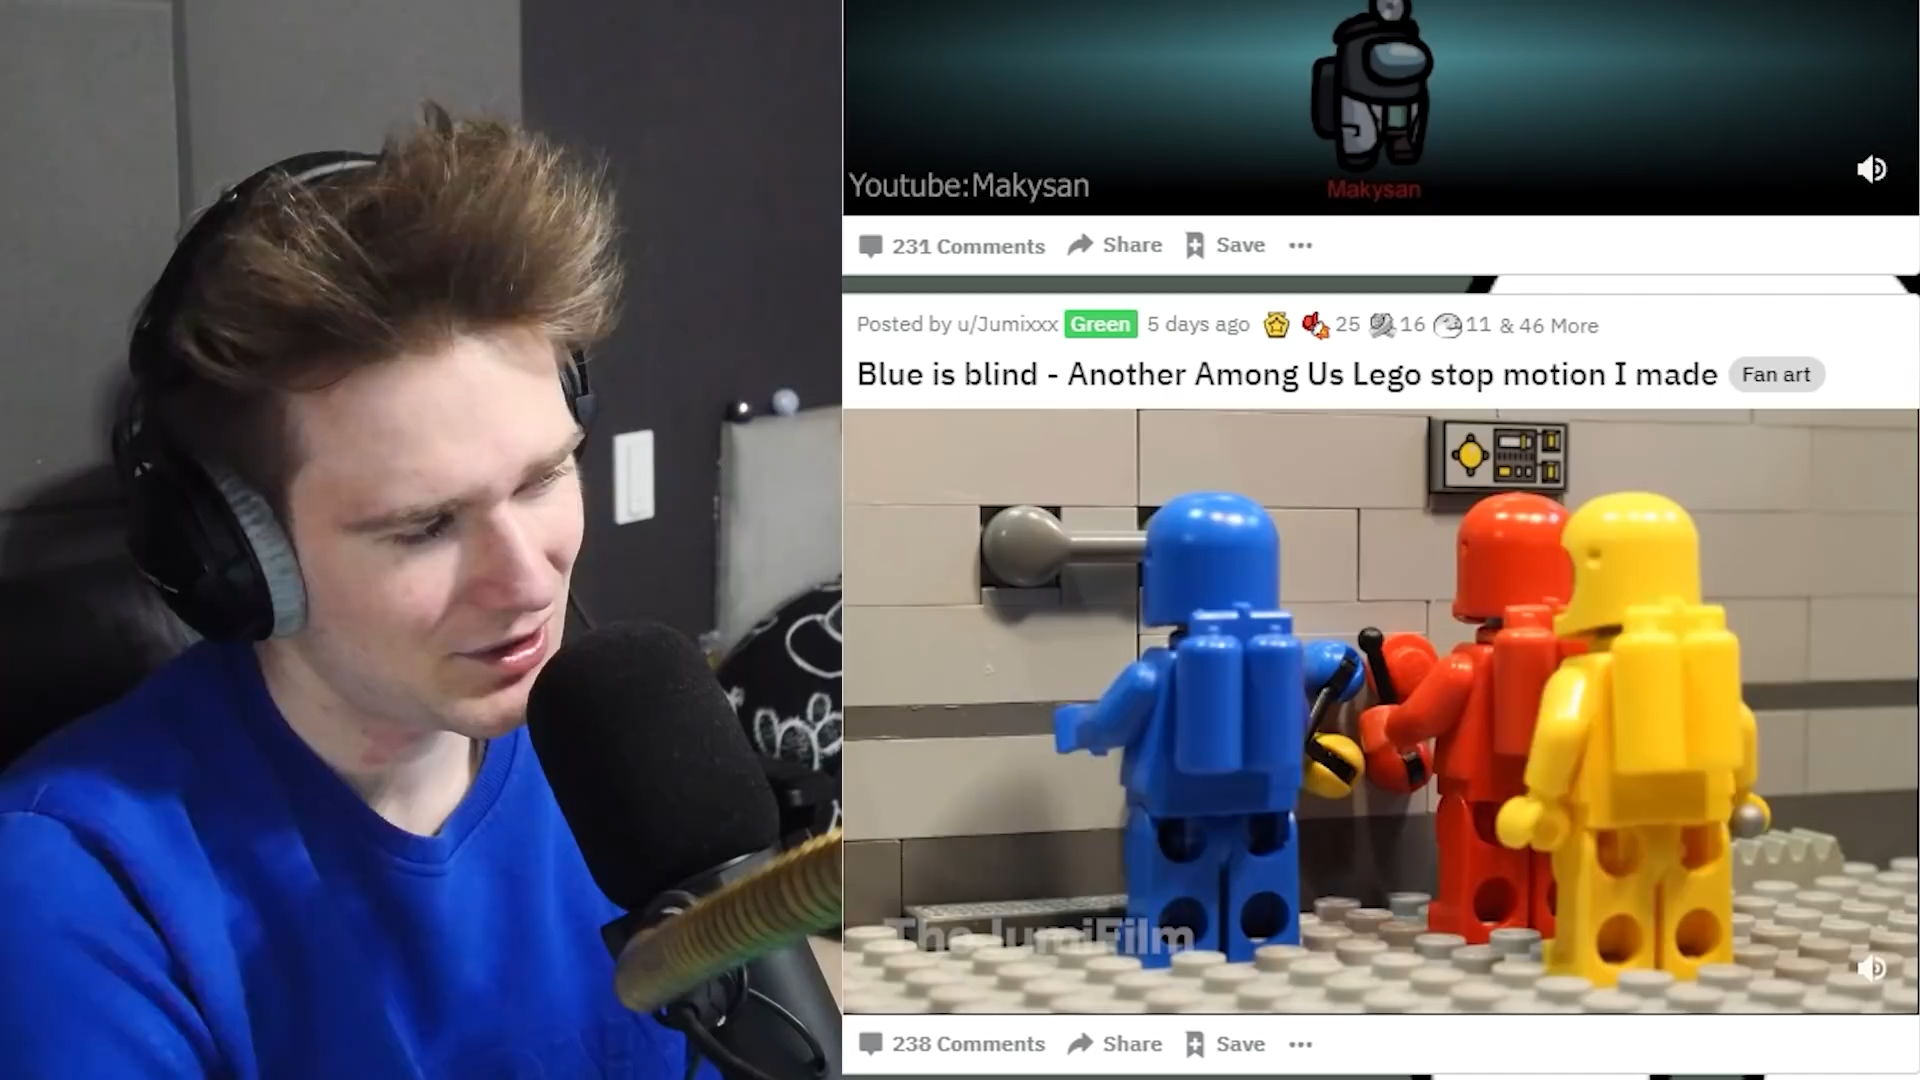 Youtube:Makysan
Makysan
231 Comments Share Save
Posted by u/Jumixxx Green 5 days ago 25 16 11 & 46 More
Blue is blind - Another Among Us Lego stop motion I made Fan art
TheJumiFilm
238 Comments Share Save